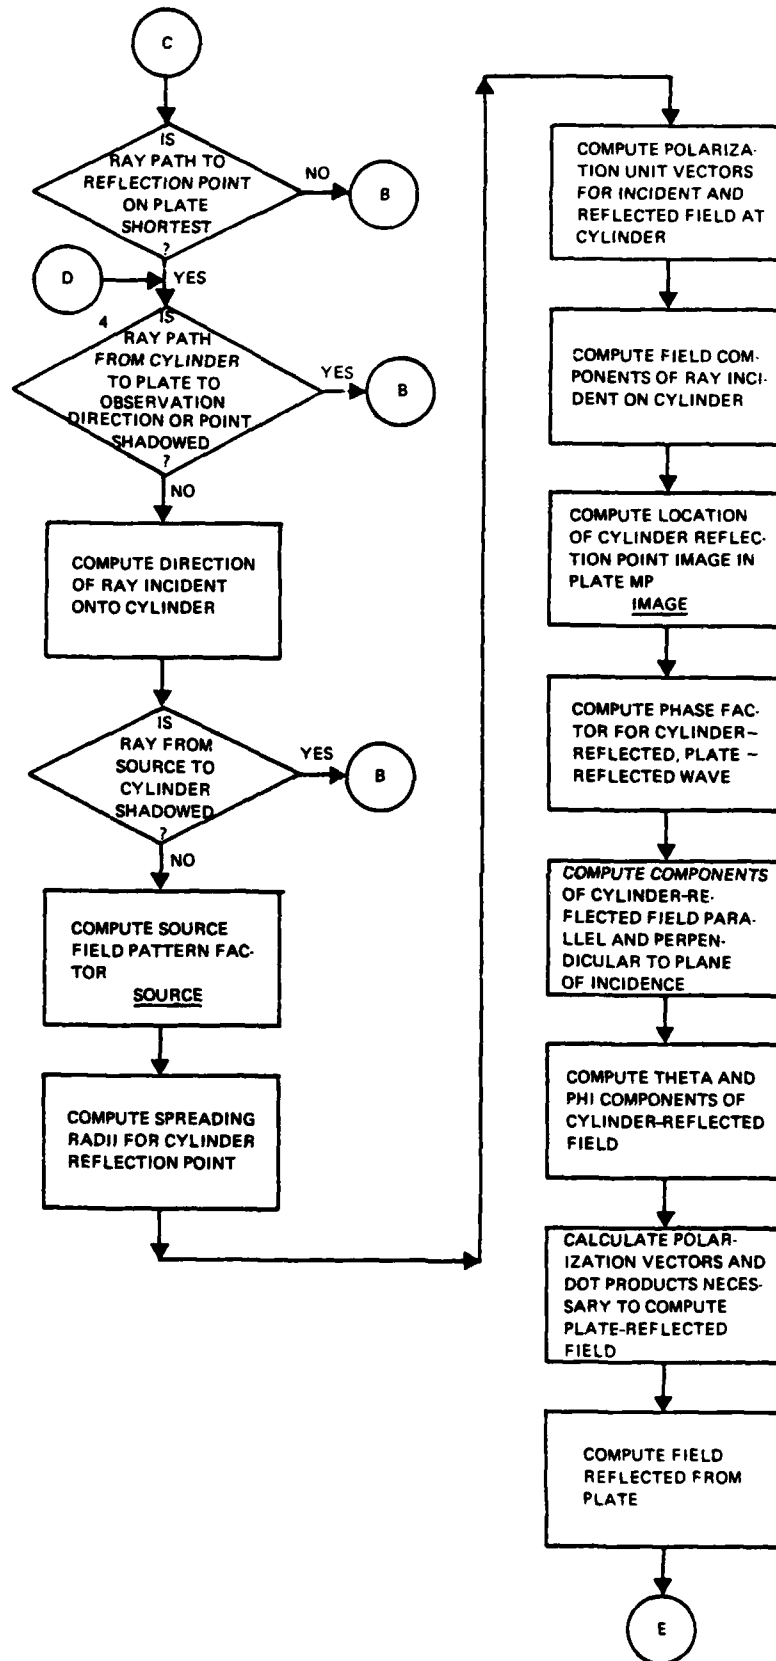 C
IS
RAY PATH TO
REFLECTION POINT
ON PLATE
SHORTEST
?
NO
B
D
YES
4
IS
RAY PATH
FROM CYLINDER
TO PLATE TO
OBSERVATION
DIRECTION OR POINT
SHADOWED
?
YES
B
NO
COMPUTE DIRECTION
OF RAY INCIDENT
ONTO CYLINDER
IS
RAY FROM
SOURCE TO
CYLINDER
SHADOWED
?
YES
B
NO
COMPUTE SOURCE
FIELD PATTERN FAC-
TOR
SOURCE
COMPUTE SPREADING
RADII FOR CYLINDER
REFLECTION POINT
COMPUTE POLARIZA-
TION UNIT VECTORS
FOR INCIDENT AND
REFLECTED FIELD AT
CYLINDER
COMPUTE FIELD COM-
PONENTS OF RAY INCI-
DENT ON CYLINDER
COMPUTE LOCATION
OF CYLINDER REFLEC-
TION POINT IMAGE IN
PLATE MP
IMAGE
COMPUTE PHASE FAC-
TOR FOR CYLINDER-
REFLECTED, PLATE -
REFLECTED WAVE
COMPUTE COMPONENTS
OF CYLINDER-RE-
FLECTED FIELD PARA-
LLEL AND PERPEN-
DICULAR TO PLANE
OF INCIDENCE
COMPUTE THETA AND
PHI COMPONENTS OF
CYLINDER-REFLECTED
FIELD
CALCULATE POLAR-
IZATION VECTORS AND
DOT PRODUCTS NECES-
SARY TO COMPUTE
PLATE-REFLECTED
FIELD
COMPUTE FIELD
REFLECTED FROM
PLATE
E